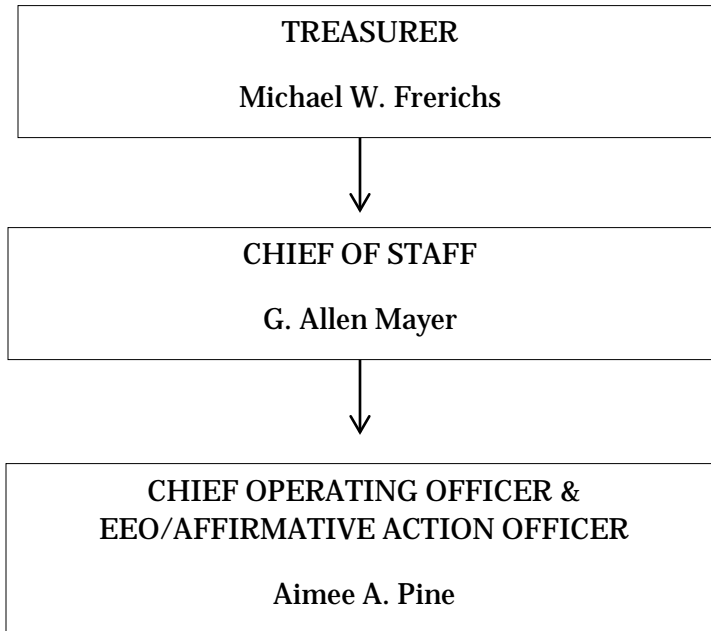 TREASURER
Michael W. Frerichs
CHIEF OF STAFF
G. Allen Mayer
CHIEF OPERATING OFFICER &
EEO/AFFIRMATIVE ACTION OFFICER
Aimee A. Pine